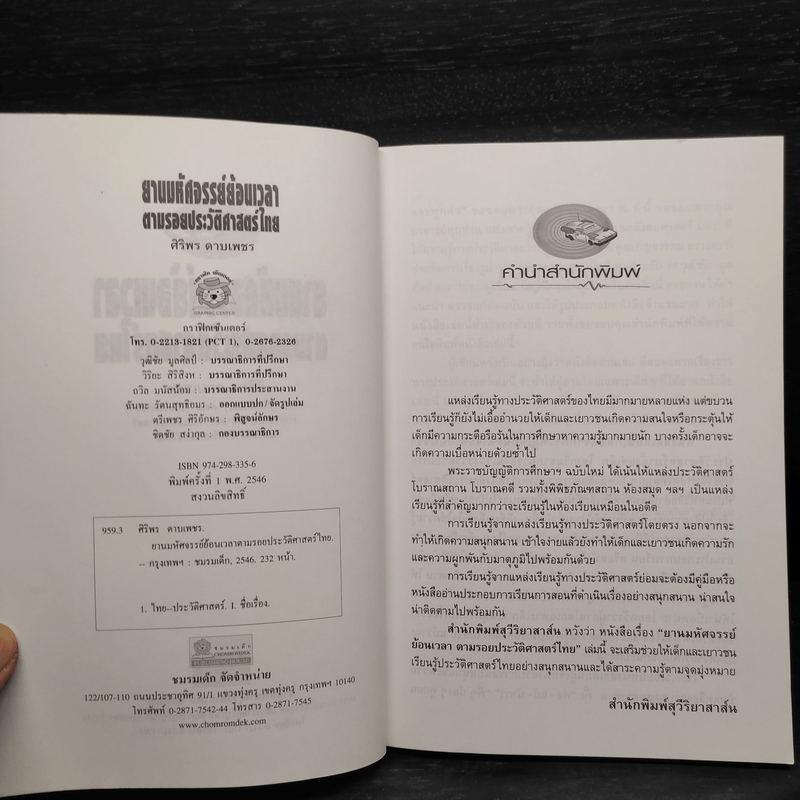 ยานมหัศจรรย์ย้อนเวลา
ตามรอยประวัติศาสตร์ไทย
ศิริพร ดาบเพชร
กราฟิกเซ็นเตอร์
GRAPHIC CENTER
กราฟิกเซ็นเตอร์
โทร. 0-2213-1821 (PCT 1), 0-2676-2326
วุฒิชัย มูลศิลป์ : บรรณาธิการที่ปรึกษา
วิริยะ สิริสิงห : บรรณาธิการที่ปรึกษา
ถวิล มนัสน้อม : บรรณาธิการประสานงาน
ฉันทะ รัตนสุทธิอมร : ออกแบบปก/จัดรูปเล่ม
ตรีเพชร ศิริอักษร : พิสูจน์อักษร
ชิตชัย สง่ากุล : กองบรรณาธิการ
ISBN 974-298-335-6
พิมพ์ครั้งที่ 1 พ.ศ. 2546
สงวนลิขสิทธิ์
959.3 ศิริพร ดาบเพชร.
ยานมหัศจรรย์ย้อนเวลาตามรอยประวัติศาสตร์ไทย.
-- กรุงเทพฯ : ชมรมเด็ก, 2546. 232 หน้า.
1. ไทย--ประวัติศาสตร์. I. ชื่อเรื่อง.
ชมรมเด็ก
CHOMROMDEK
PUBLISHING HOUSE
ชมรมเด็ก จัดจำหน่าย
122/107-110 ถนนประชาอุทิศ 91/1 แขวงทุ่งครุ เขตทุ่งครุ กรุงเทพฯ 10140
โทรศัพท์ 0-2871-7542-44 โทรสาร 0-2871-7545
www.chomromdek.com
คำนำสำนักพิมพ์
แหล่งเรียนรู้ทางประวัติศาสตร์ของไทยมีมากมายหลายแห่ง แต่ขบวน
การเรียนรู้ก็ยังไม่เอื้ออำนวยให้เด็กและเยาวชนเกิดความสนใจหรือกระตุ้นให้
เด็กมีความกระตือรือร้นในการศึกษาหาความรู้มากมายนัก บางครั้งเด็กอาจจะ
เกิดความเบื่อหน่ายด้วยซ้ำไป
พระราชบัญญัติการศึกษาฯ ฉบับใหม่ ได้เน้นให้แหล่งประวัติศาสตร์
โบราณสถาน โบราณคดี รวมทั้งพิพิธภัณฑสถาน ห้องสมุด ฯลฯ เป็นแหล่ง
เรียนรู้ที่สำคัญมากกว่าจะเรียนรู้ในห้องเรียนเหมือนในอดีต
การเรียนรู้จากแหล่งเรียนรู้ทางประวัติศาสตร์โดยตรง นอกจากจะ
ทำให้เกิดความสนุกสนาน เข้าใจง่ายแล้วยังทำให้เด็กและเยาวชนเกิดความรัก
และความผูกพันกับมาตุภูมิไปพร้อมกันด้วย
การเรียนรู้จากแหล่งเรียนรู้ทางประวัติศาสตร์ย่อมจะต้องมีคู่มือหรือ
หนังสืออ่านประกอบการเรียนการสอนที่ดำเนินเรื่องอย่างสนุกสนาน น่าสนใจ
น่าติดตามไปพร้อมกัน
สำนักพิมพ์สุวีริยาสาส์น หวังว่า หนังสือเรื่อง "ยานมหัศจรรย์
ย้อนเวลา ตามรอยประวัติศาสตร์ไทย" เล่มนี้ จะเสริมช่วยให้เด็กและเยาวชน
เรียนรู้ประวัติศาสตร์ไทยอย่างสนุกสนานและได้สาระความรู้ตามจุดมุ่งหมาย
สำนักพิมพ์สุวีริยาสาส์น